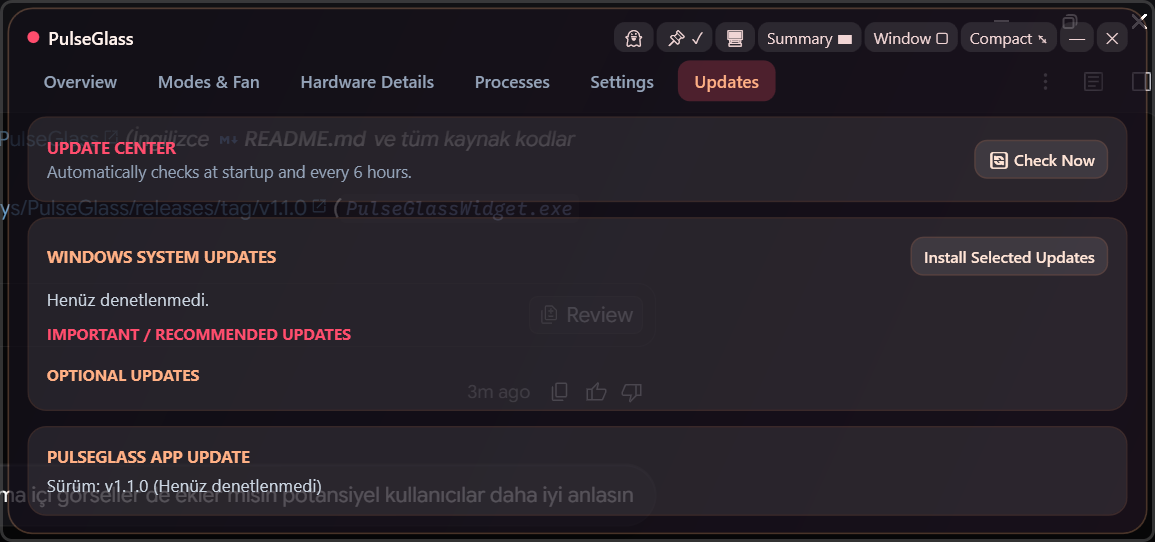 PulseGlass
✓
Summary
Window
Compact
Overview
Modes & Fan
Hardware Details
Processes
Settings
Updates
PulseGlass (İngilizce M↓ README.md ve tüm kaynak kodlar
UPDATE CENTER
Automatically checks at startup and every 6 hours.
Check Now
ys/PulseGlass/releases/tag/v1.1.0 ( PulseGlassWidget.exe
WINDOWS SYSTEM UPDATES
Install Selected Updates
Henüz denetlenmedi.
Review
IMPORTANT / RECOMMENDED UPDATES
OPTIONAL UPDATES
3m ago
PULSEGLASS APP UPDATE
Sürüm: v1.1.0 (Henüz denetlenmedi)
ma içi görseller de ekler misin potansiyel kullanıcılar daha iyi anlasın